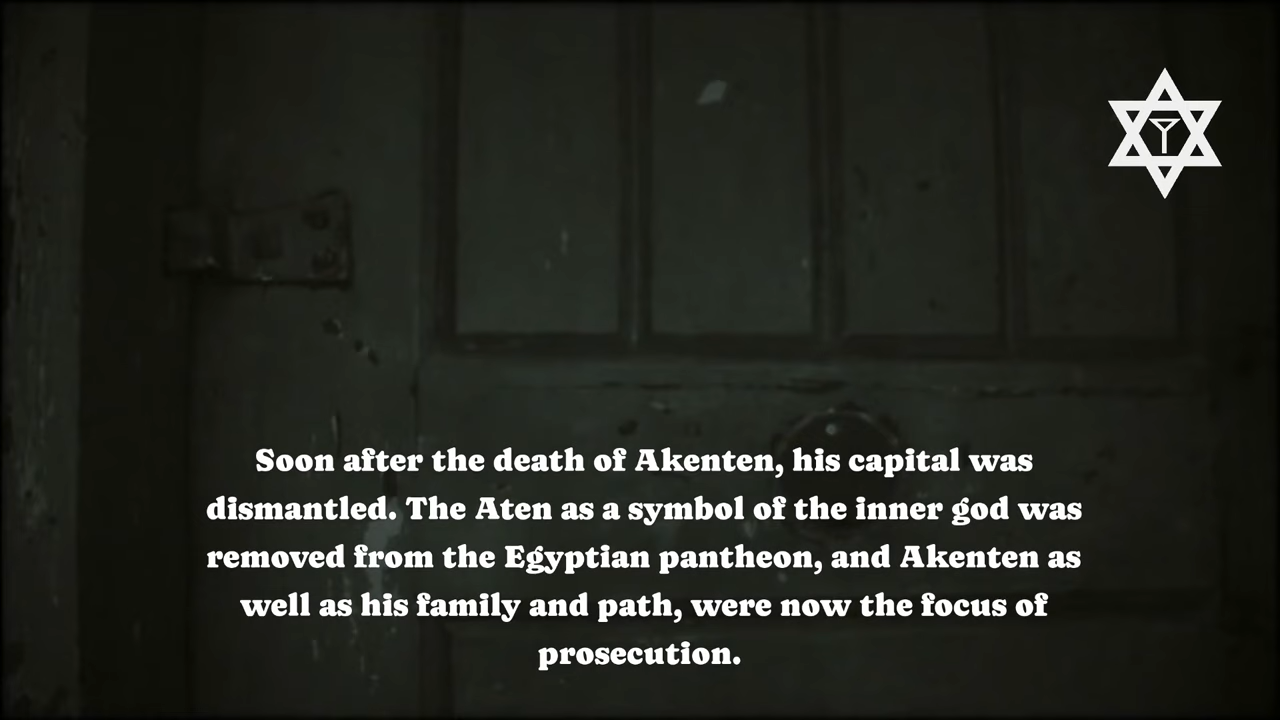 Soon after the death of Akenten, his capital was
dismantled. The Aten as a symbol of the inner god was
removed from the Egyptian pantheon, and Akenten as
well as his family and path, were now the focus of
prosecution.